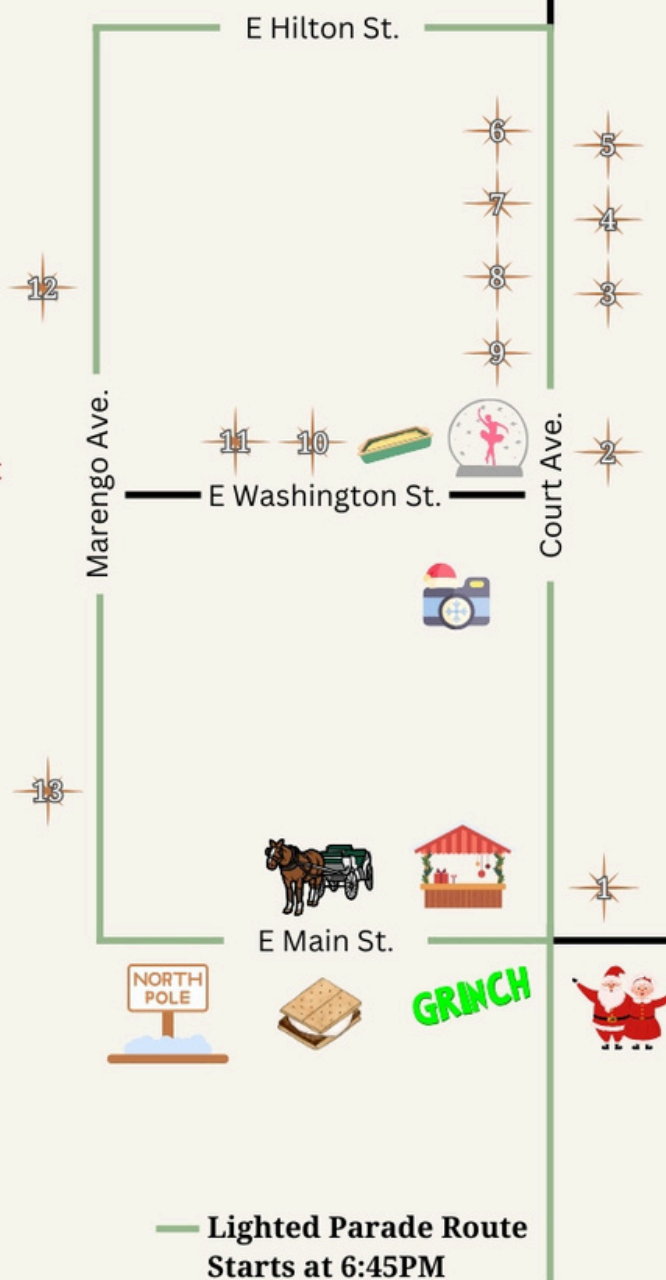 E Hilton St.
6
5
7
4
8
12
3
9
Marengo Ave.
11
10
Court Ave.
2
E Washington St.
13
1
E Main St.
NORTH
POLE
GRINCH
Lighted Parade Route
Starts at 6:45PM